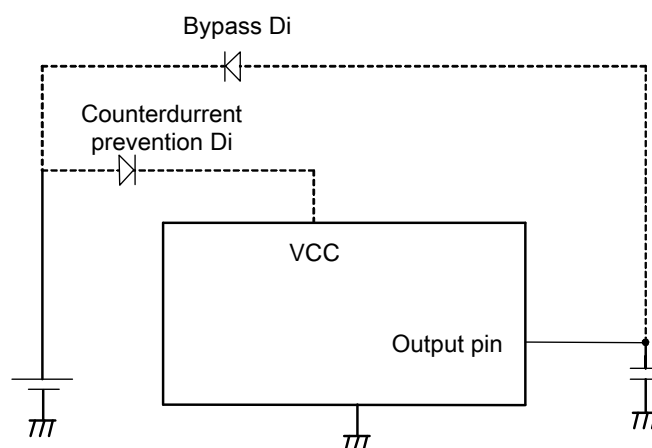 Bypass Di
Counterdurrent
prevention Di
VCC
Output pin